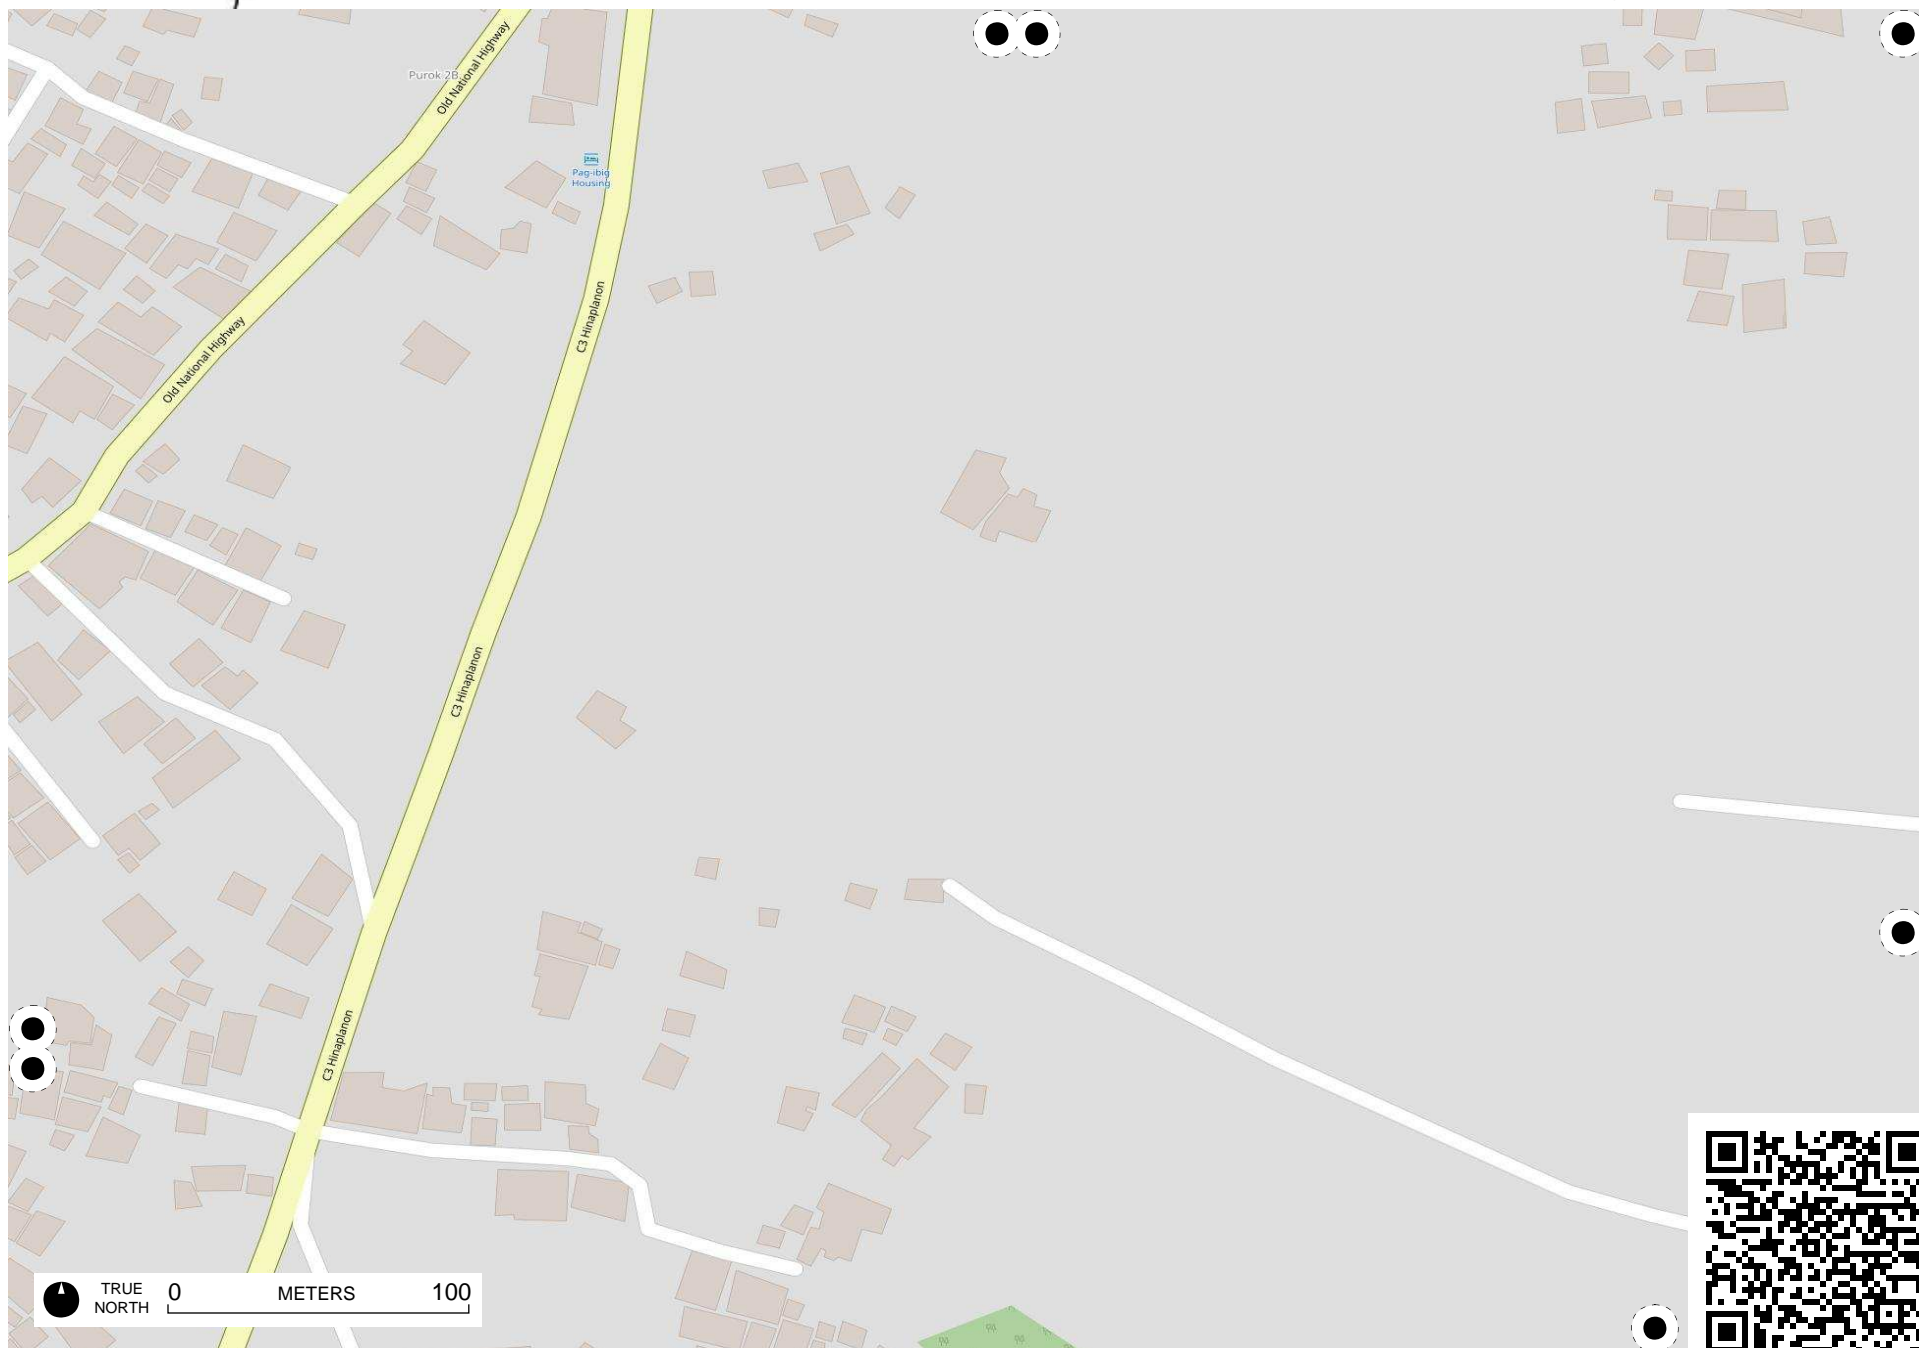 Purok 2B
Old National Highway
Pag-ibig
Housing
C3 Hinaplanon
Old National Highway
C3 Hinaplanon
C3 Hinaplanon
TRUE
NORTH
0 METERS 100